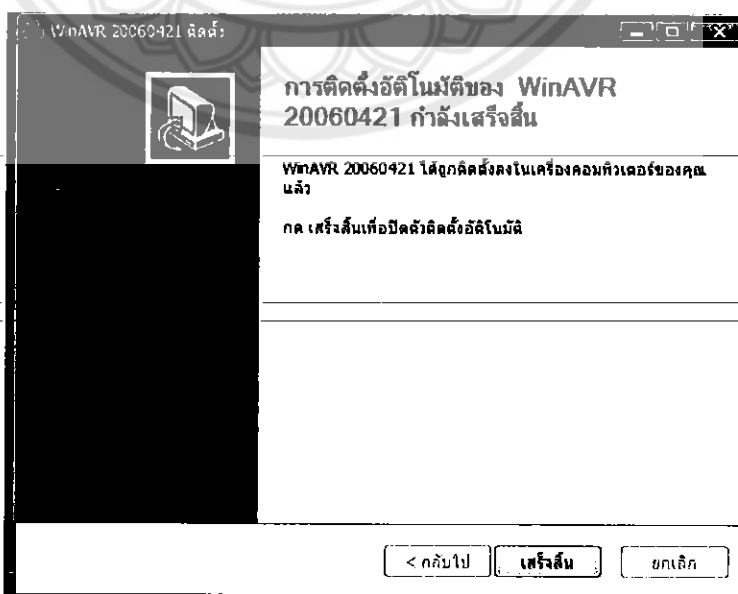 WinAVR 20060421 ติดตั้ง
การติดตั้งอัติโนมัติของ WinAVR
20060421 กำลังเสร็จสิ้น
WinAVR 20060421 ได้ถูกติดตั้งลงในเครื่องคอมพิวเตอร์ของคุณ
แล้ว
กด เสร็จสิ้นเพื่อปิดตัวติดตั้งอัติโนมัติ
< กลับไป เสร็จสิ้น ยกเลิก